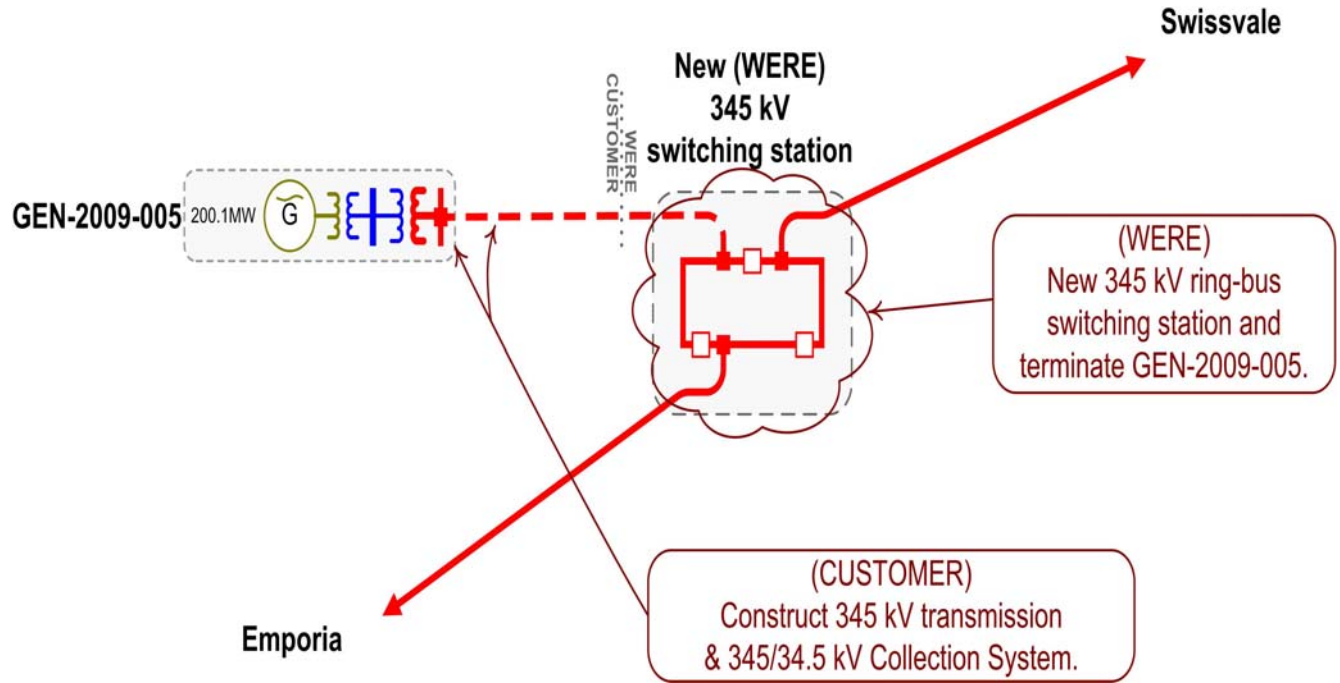 Swissvale
New (WERE)
345 kV
switching station
CUSTOMER
WERE
GEN-2009-005
200.1MW
G
(WERE)
New 345 kV ring-bus
switching station and
terminate GEN-2009-005.
(CUSTOMER)
Construct 345 kV transmission
& 345/34.5 kV Collection System.
Emporia